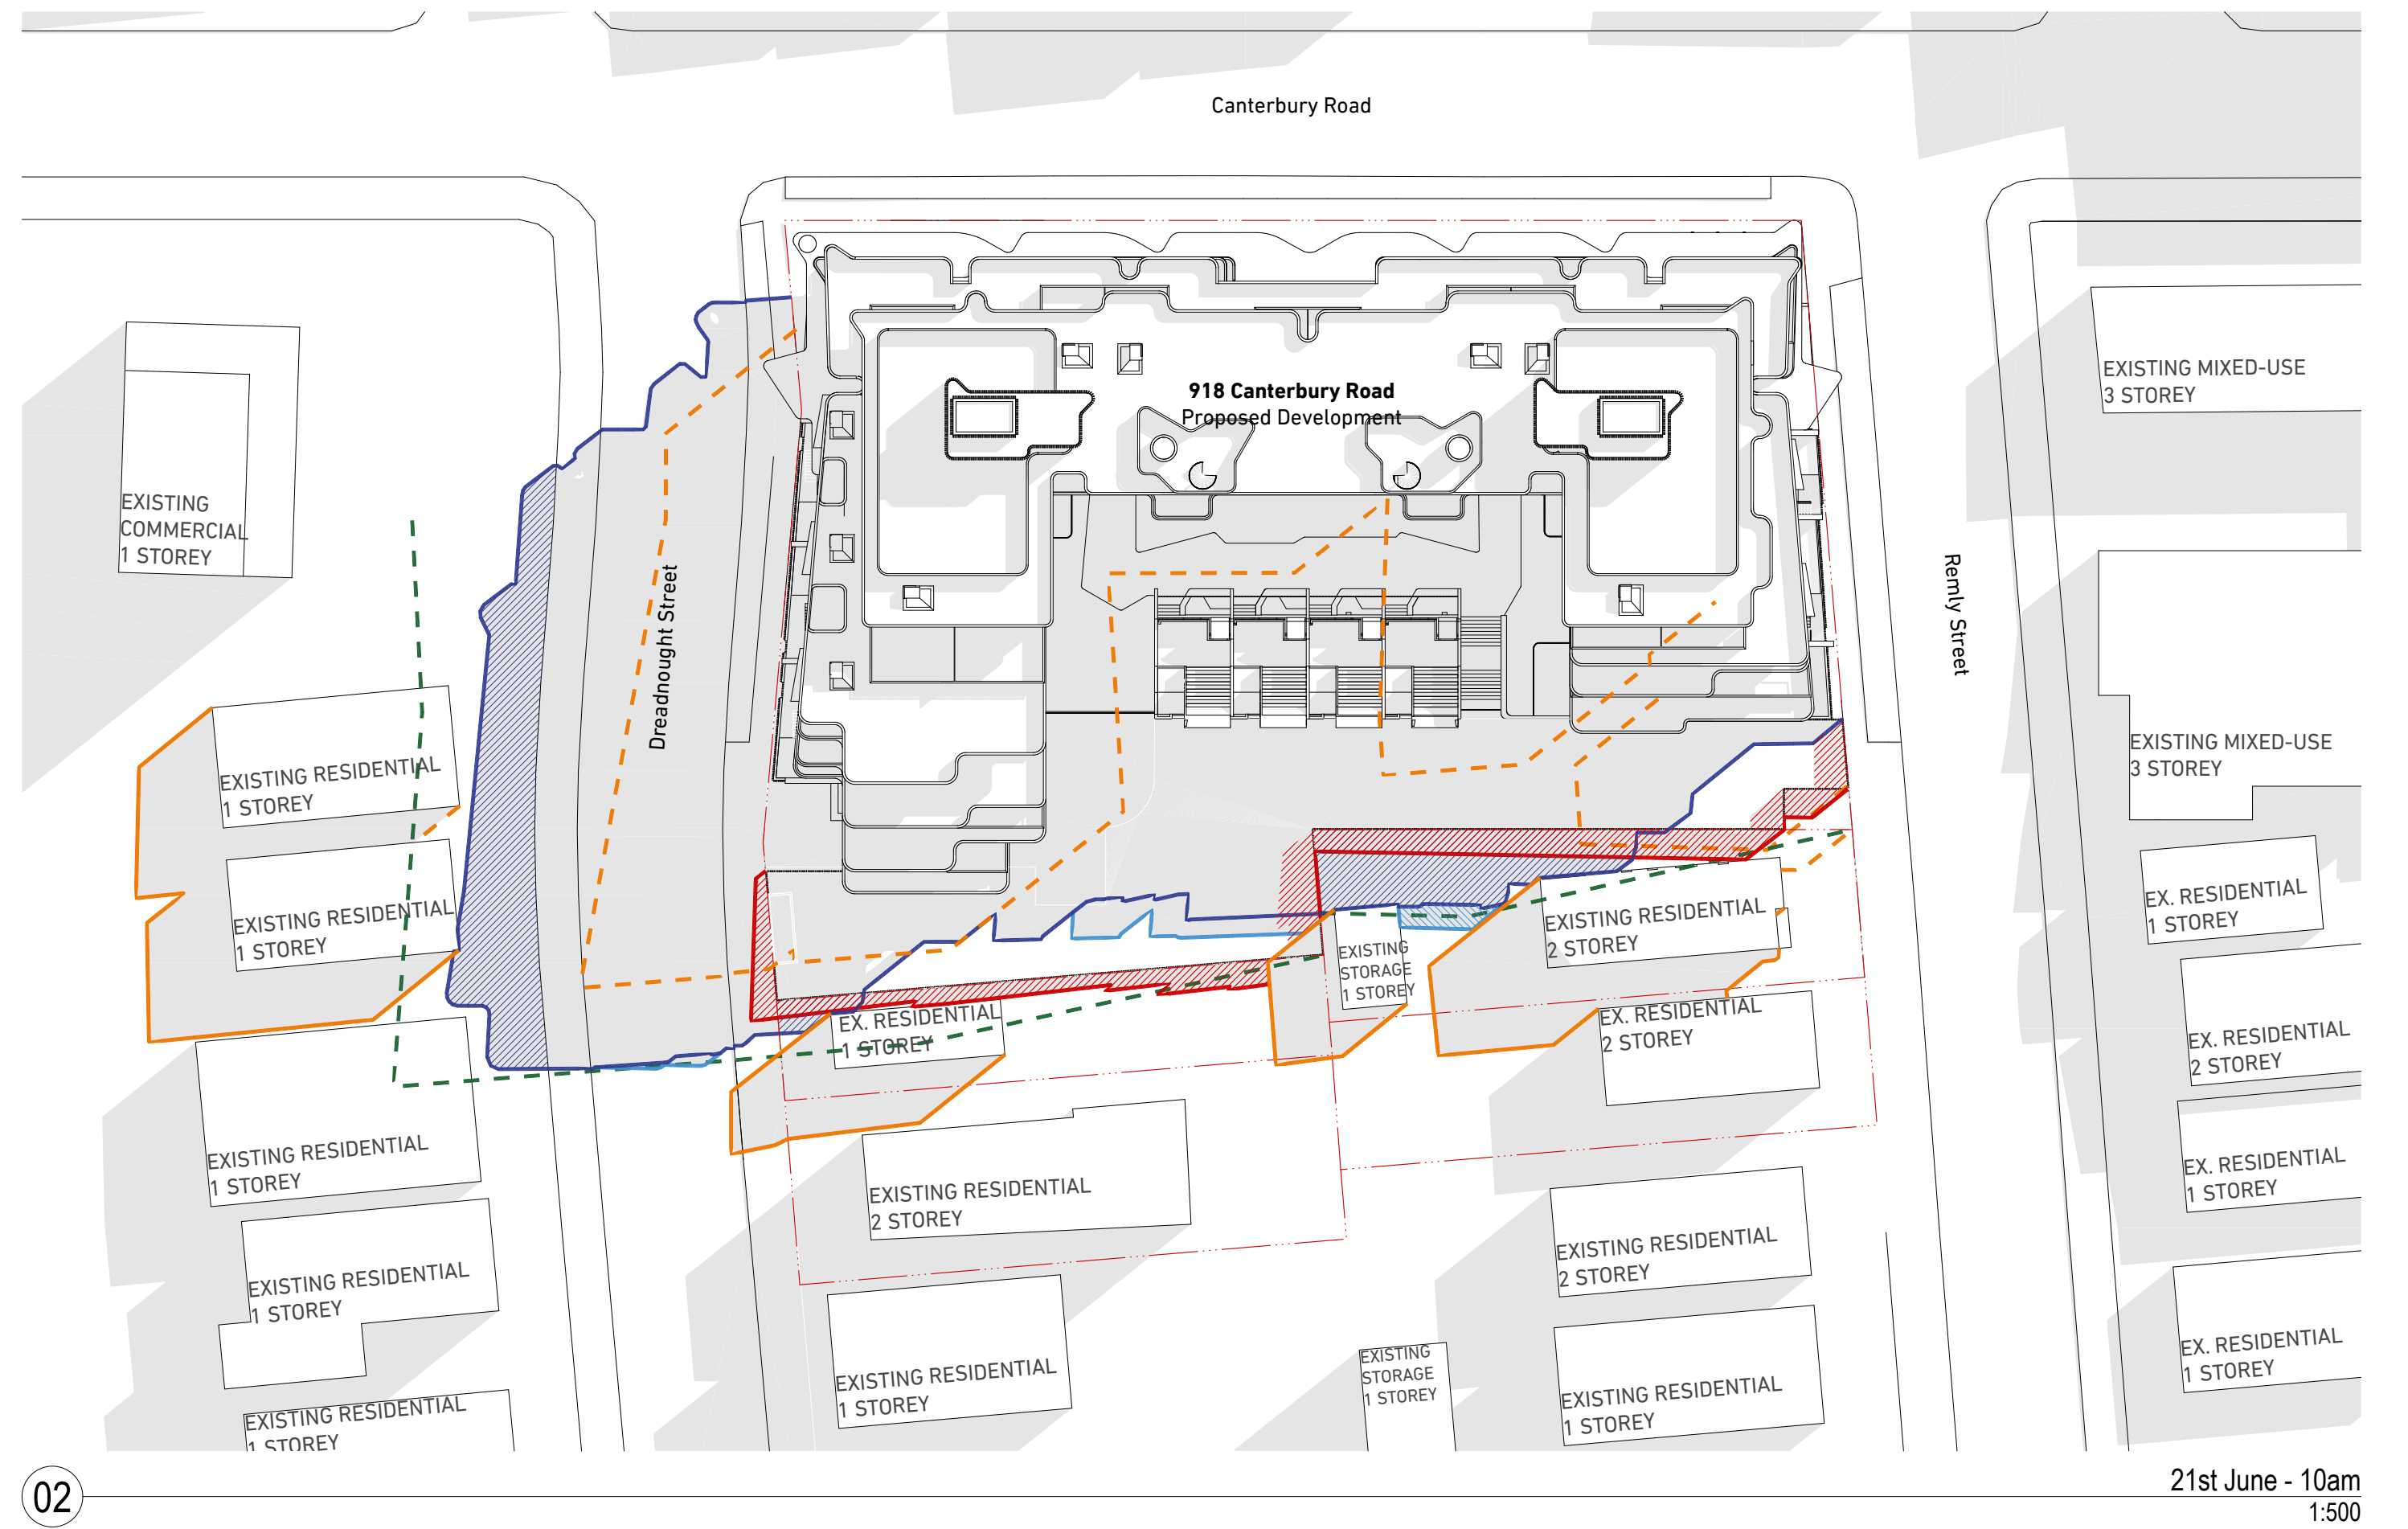 Canterbury Road
918 Canterbury Road
Proposed Development
EXISTING MIXED-USE
3 STOREY
EXISTING
COMMERCIAL
1 STOREY
Dreadnought Street
Remly Street
EXISTING MIXED-USE
3 STOREY
EXISTING RESIDENTIAL
1 STOREY
EXISTING RESIDENTIAL
1 STOREY
EXISTING RESIDENTIAL
2 STOREY
EX. RESIDENTIAL
1 STOREY
EXISTING
STORAGE
1 STOREY
EX. RESIDENTIAL
1 STOREY
EX. RESIDENTIAL
2 STOREY
EX. RESIDENTIAL
2 STOREY
EXISTING RESIDENTIAL
1 STOREY
EXISTING RESIDENTIAL
2 STOREY
EX. RESIDENTIAL
1 STOREY
EXISTING RESIDENTIAL
1 STOREY
EXISTING RESIDENTIAL
2 STOREY
EXISTING RESIDENTIAL
1 STOREY
EXISTING
STORAGE
1 STOREY
EXISTING RESIDENTIAL
1 STOREY
EX. RESIDENTIAL
1 STOREY
EXISTING RESIDENTIAL
1 STOREY
02
21st June - 10am
1:500